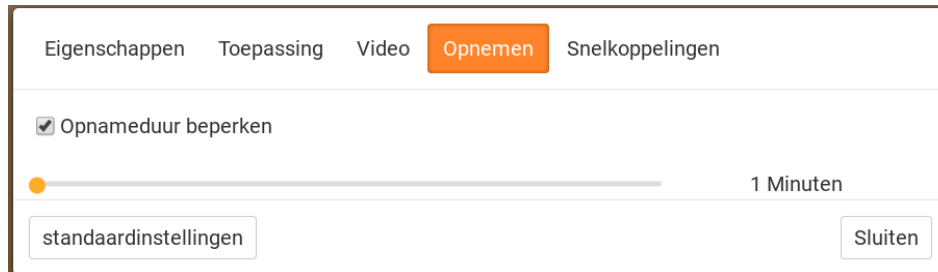 Eigenschappen Toepassing Video Opnemen Snelkoppelingen
Opnameduur beperken
1 Minuten
standaardinstellingen Sluiten